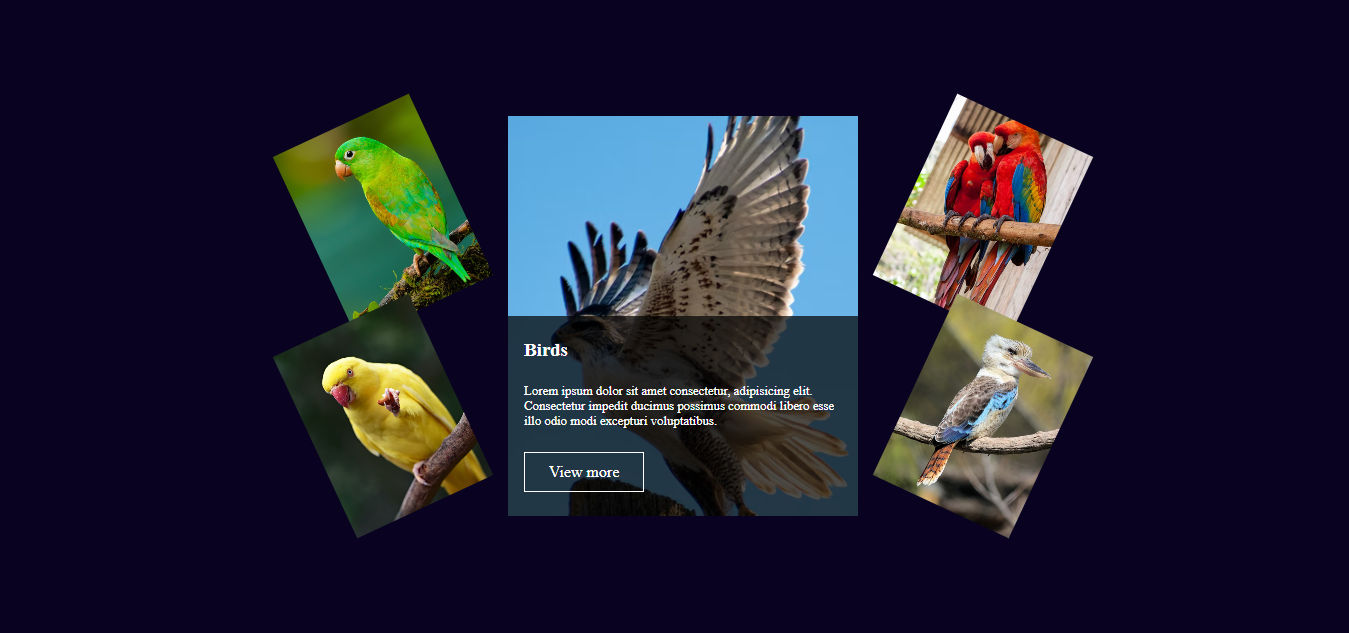 Birds
Lorem ipsum dolor sit amet consectetur, adipisicing elit.
Consectetur impedit ducimus possimus commodi libero esse
illo odio modi excepturi voluptatibus.
View more